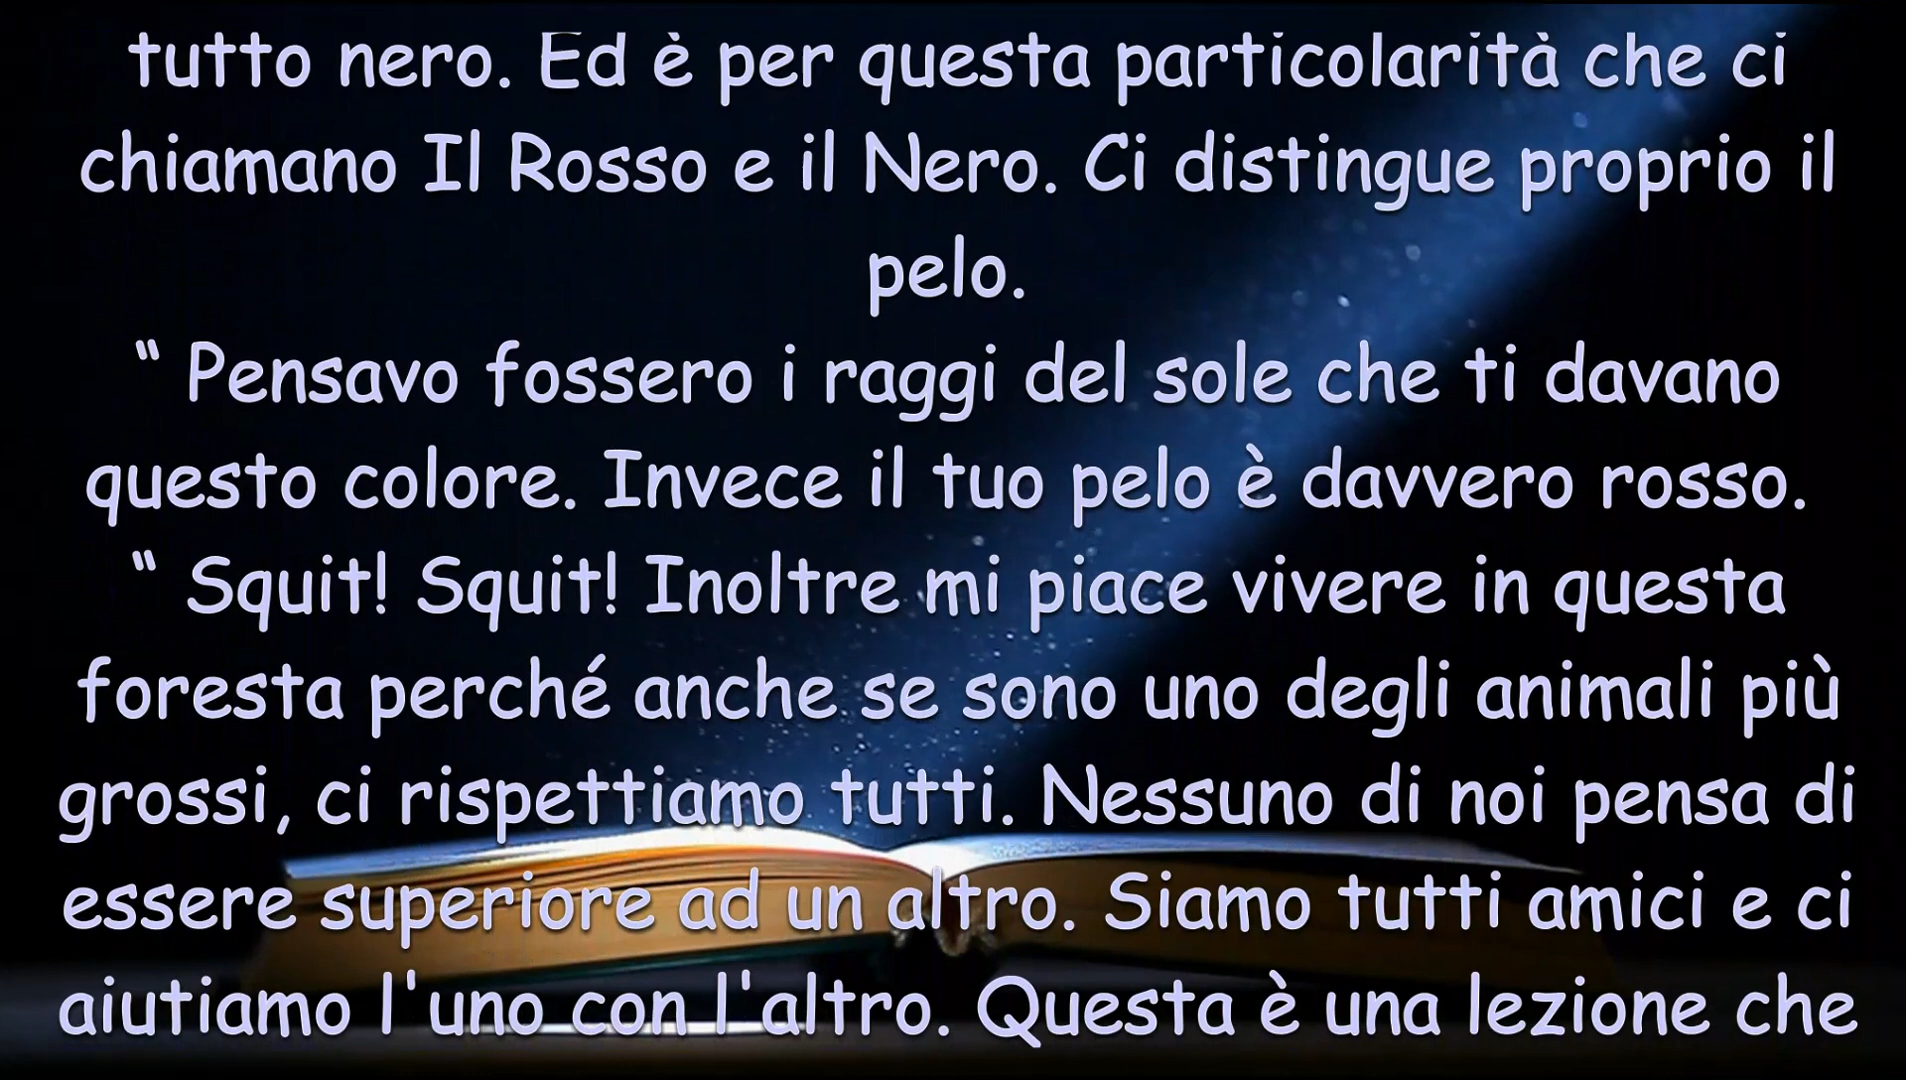 tutto nero. Ed è per questa particolarità che ci
chiamano Il Rosso e il Nero. Ci distingue proprio il
pelo.
“ Pensavo fossero i raggi del sole che ti davano
questo colore. Invece il tuo pelo è davvero rosso.
“ Squit! Squit! Inoltre mi piace vivere in questa
foresta perché anche se sono uno degli animali più
grossi, ci rispettiamo tutti. Nessuno di noi pensa di
essere superiore ad un altro. Siamo tutti amici e ci
aiutiamo l'uno con l'altro. Questa è una lezione che